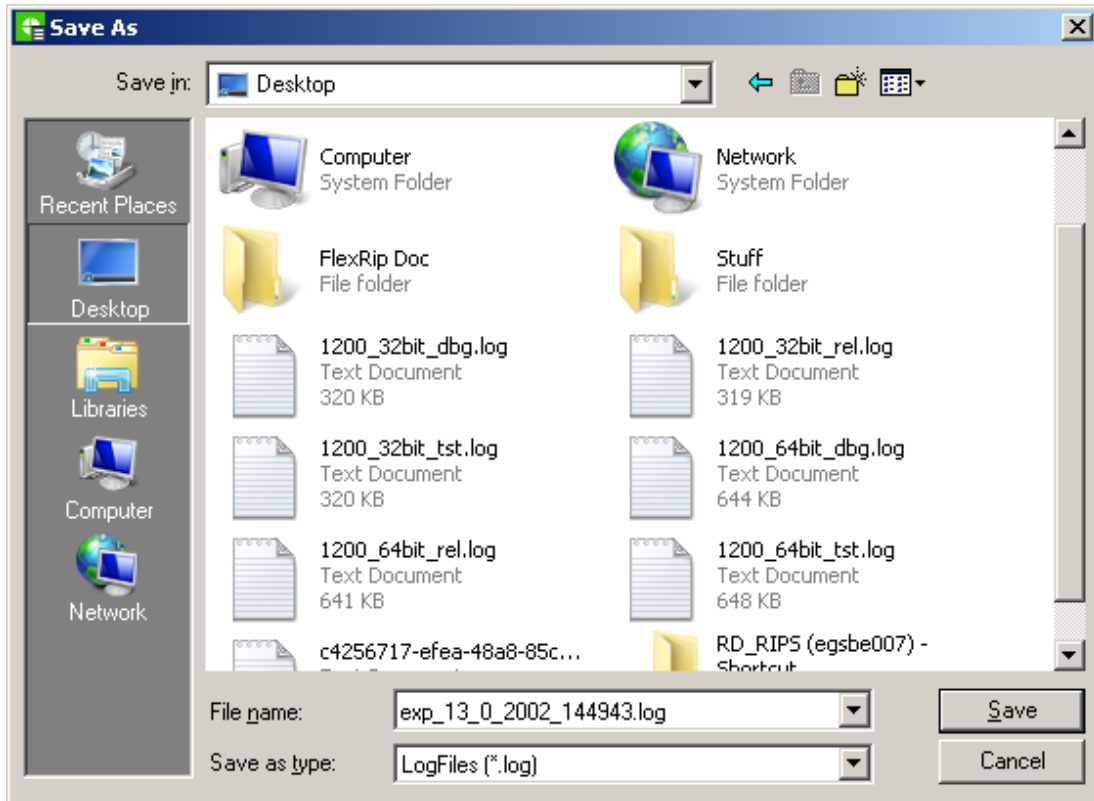 Save As
Save in:
Desktop
Recent Places
Desktop
Libraries
Computer
Network
Computer
System Folder
Network
System Folder
FlexRip Doc
File folder
Stuff
File folder
1200_32bit_dbg.log
Text Document
320 KB
1200_32bit_rel.log
Text Document
319 KB
1200_32bit_tst.log
Text Document
320 KB
1200_64bit_dbg.log
Text Document
644 KB
1200_64bit_rel.log
Text Document
641 KB
1200_64bit_tst.log
Text Document
648 KB
c4256717-efea-48a8-85c...
RD_RIPS (egsbe007) -
Shortcut
File name:
exp_13_0_2002_144943.log
Save
Save as type:
LogFiles (*.log)
Cancel